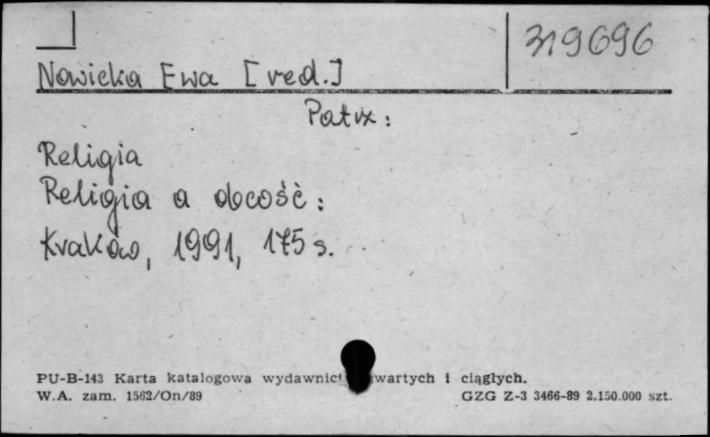 319696
Nowicka Ewa [red.]
Patrz:
Religia
Religia a obcość:
Kraków, 1991, 175 s.
PU-B-143 Karta katalogowa wydawnict zwartych i ciągłych.
W.A. zam. 1562/On/89 GZG Z-3 3466-89 2.150.000 szt.